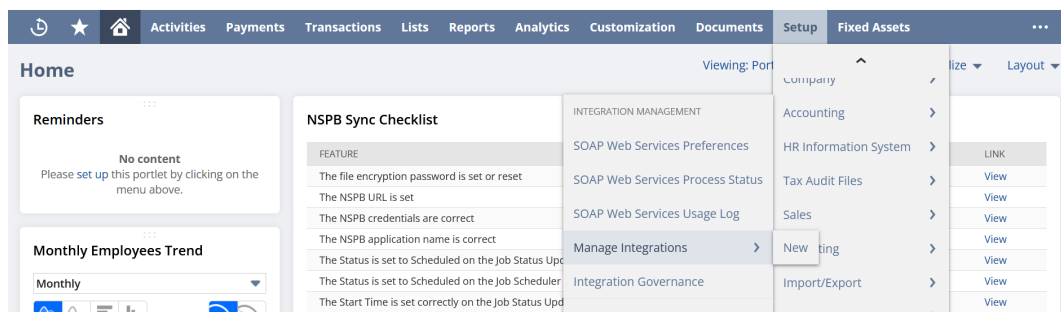 Activities Payments Transactions Lists Reports Analytics Customization Documents Setup Fixed Assets
Home
Viewing: Port
lize
Layout
Reminders
No content
Please set up this portlet by clicking on the
menu above.
Monthly Employees Trend
Monthly
NSPB Sync Checklist
FEATURE
LINK
The file encryption password is set or reset
View
The NSPB URL is set
View
The NSPB credentials are correct
View
The NSPB application name is correct
View
The Status is set to Scheduled on the Job Status Upd
View
The Status is set to Scheduled on the Job Scheduler
View
The Start Time is set correctly on the Job Status Upd
View
INTEGRATION MANAGEMENT
SOAP Web Services Preferences
SOAP Web Services Process Status
SOAP Web Services Usage Log
Manage Integrations
Integration Governance
New
Company
Accounting
HR Information System
Tax Audit Files
Sales
ting
Import/Export